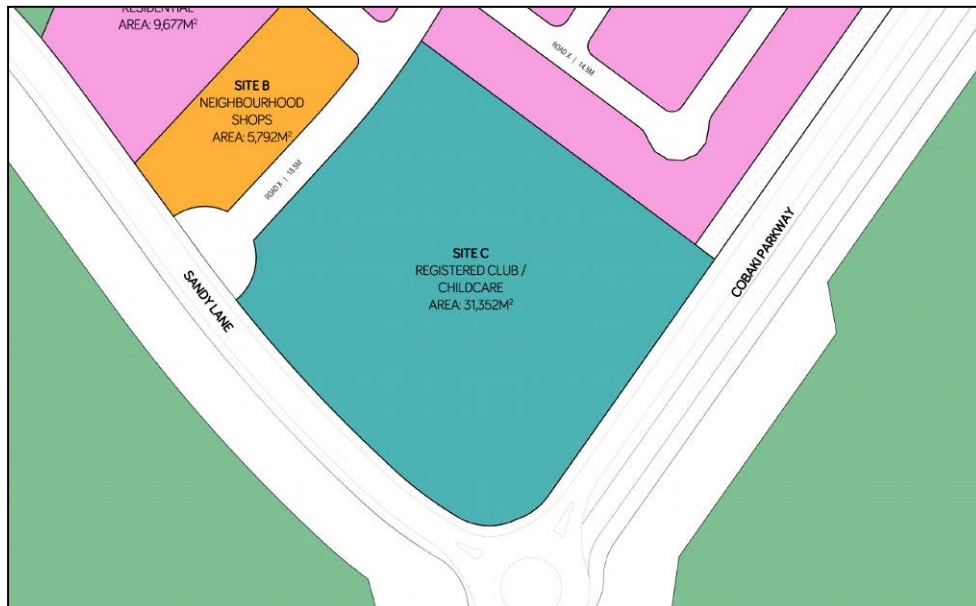 RESIDENTIAL
AREA: 9,677M²
SITE B
NEIGHBOURHOOD
SHOPS
AREA: 5,792M²
ROAD X | 14.5M
ROAD X | 18.5M
SITE C
REGISTERED CLUB /
CHILDCARE
AREA: 31,352M²
SANDY LANE
COBAKI PARKWAY